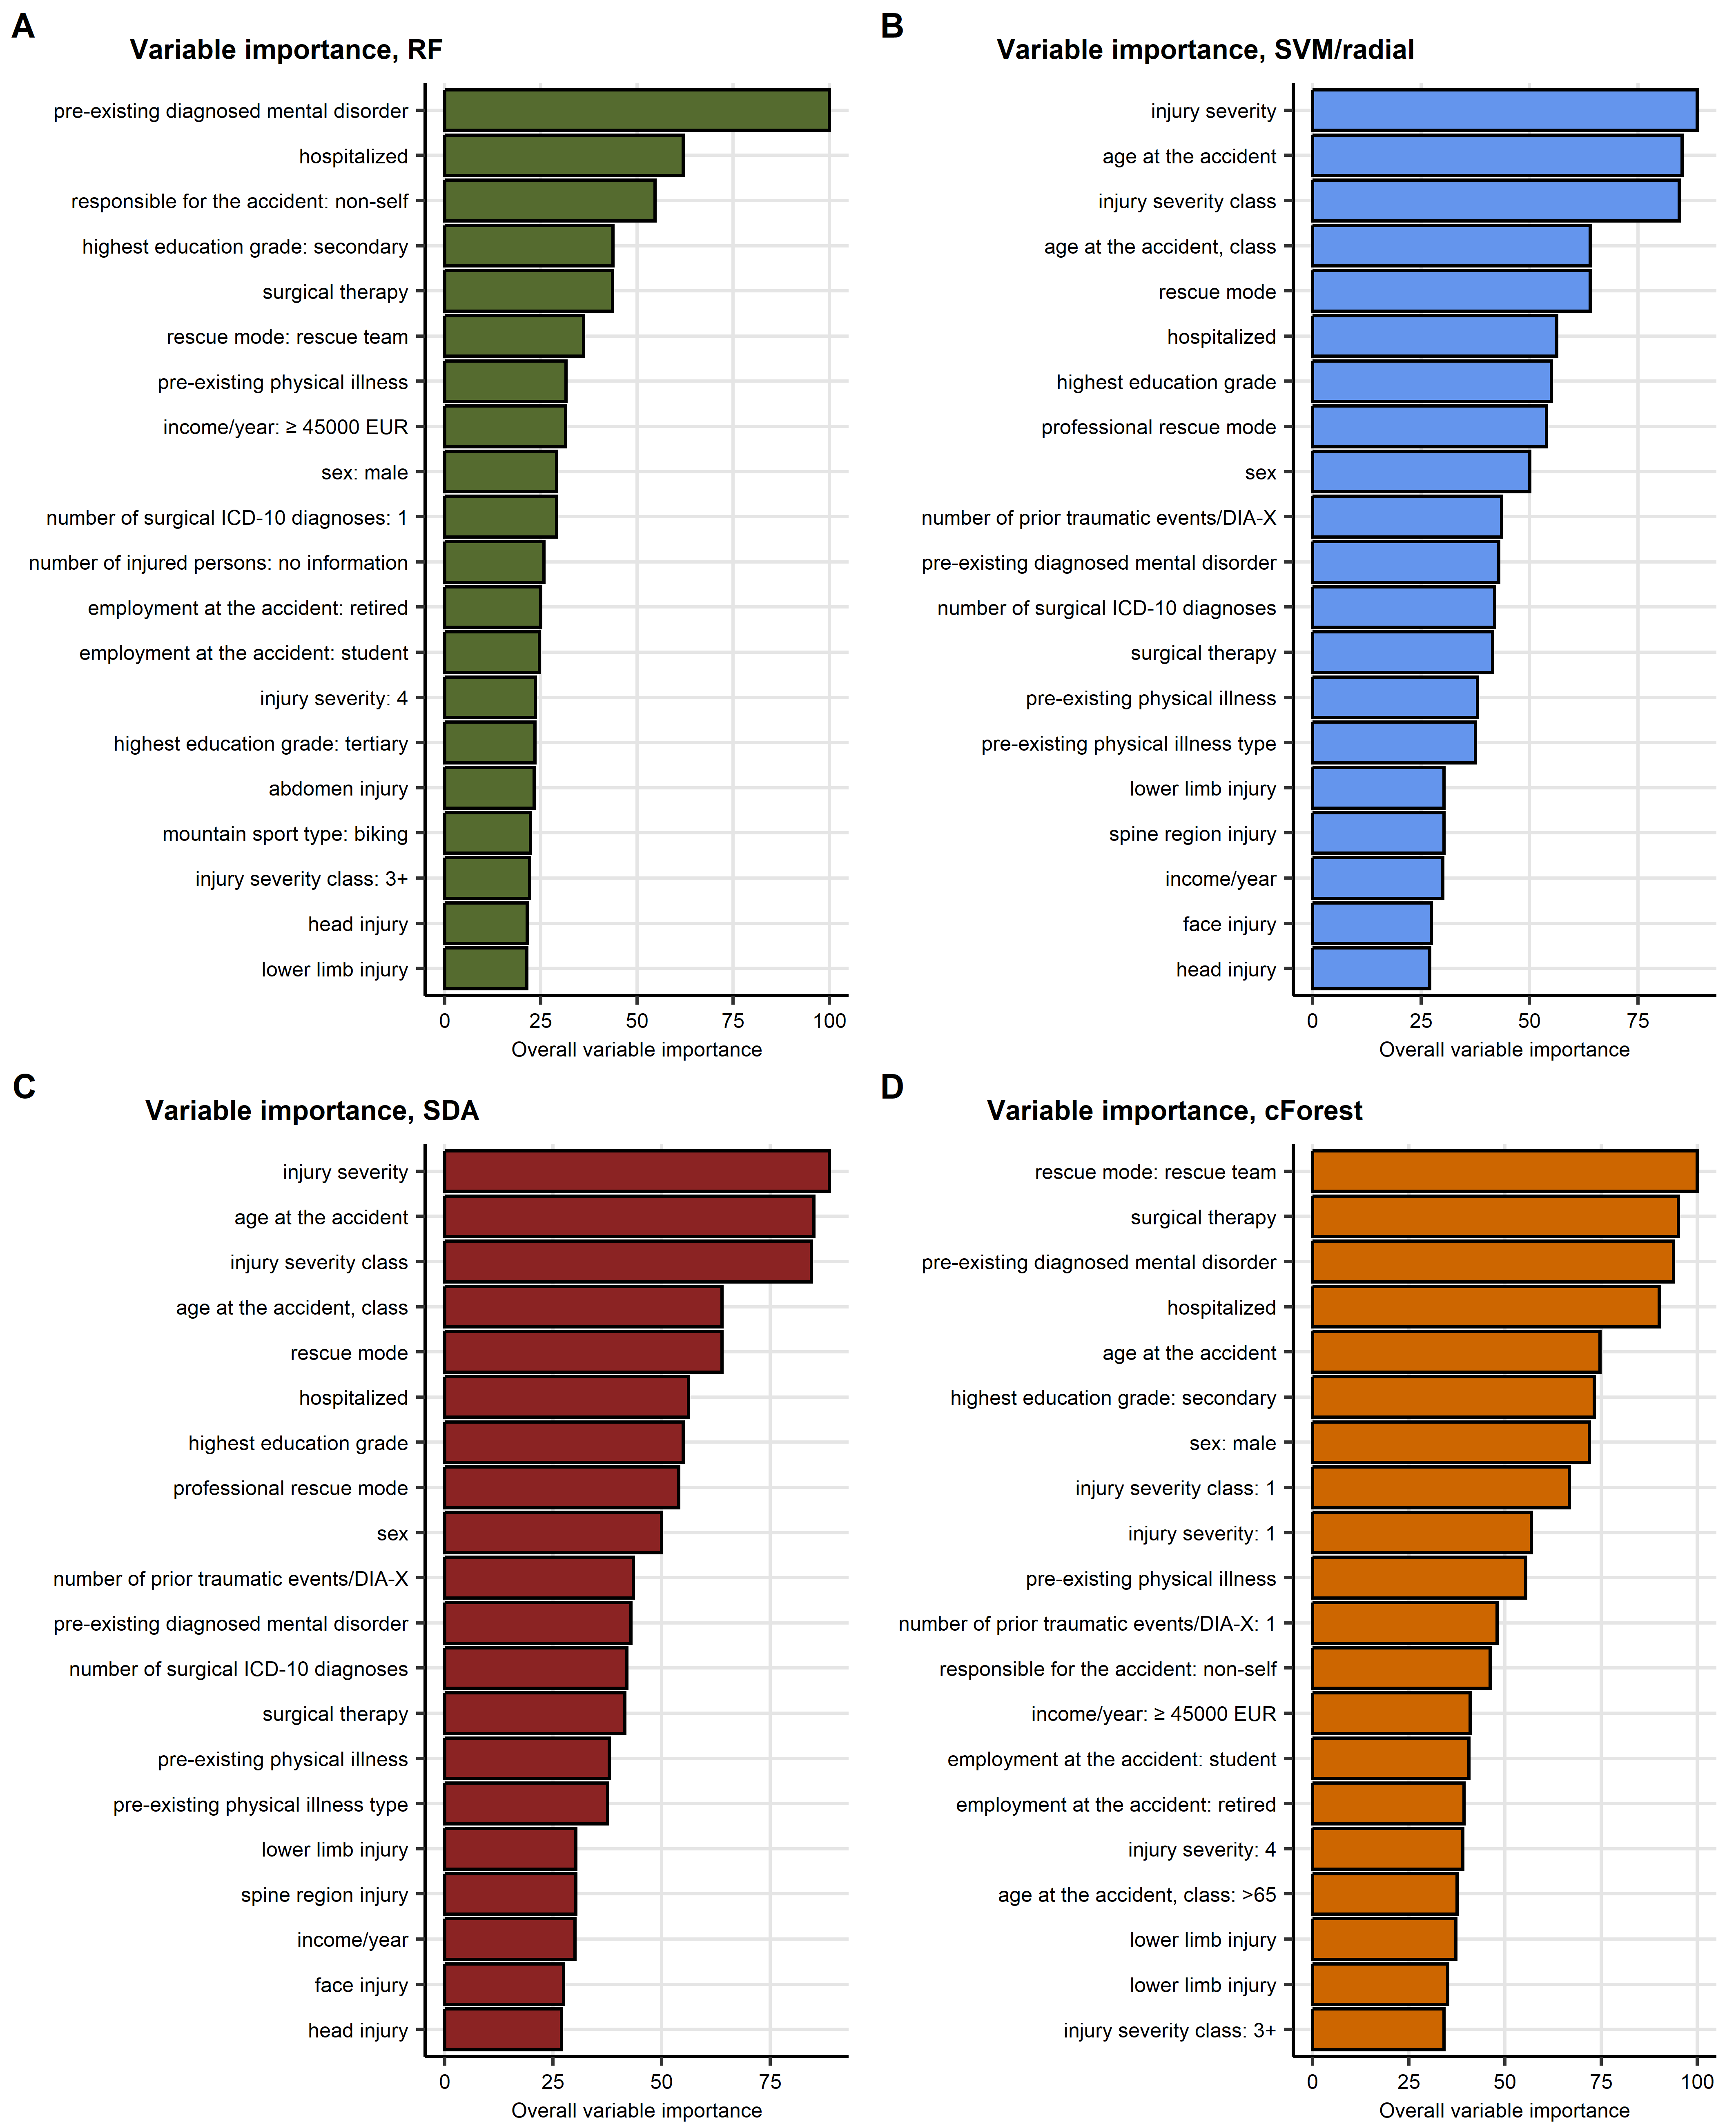 A
Variable importance, RF
pre-existing diagnosed mental disorder
hospitalized
responsible for the accident: non-self
highest education grade: secondary
surgical therapy
rescue mode: rescue team
pre-existing physical illness
income/year: ≥ 45000 EUR
sex: male
number of surgical ICD-10 diagnoses: 1
number of injured persons: no information
employment at the accident: retired
employment at the accident: student
injury severity: 4
highest education grade: tertiary
abdomen injury
mountain sport type: biking
injury severity class: 3+
head injury
lower limb injury
0 25 50 75 100
Overall variable importance
B
Variable importance, SVM/radial
injury severity
age at the accident
injury severity class
age at the accident, class
rescue mode
hospitalized
highest education grade
professional rescue mode
sex
number of prior traumatic events/DIA-X
pre-existing diagnosed mental disorder
number of surgical ICD-10 diagnoses
surgical therapy
pre-existing physical illness
pre-existing physical illness type
lower limb injury
spine region injury
income/year
face injury
head injury
0 25 50 75
Overall variable importance
C
Variable importance, SDA
injury severity
age at the accident
injury severity class
age at the accident, class
rescue mode
hospitalized
highest education grade
professional rescue mode
sex
number of prior traumatic events/DIA-X
pre-existing diagnosed mental disorder
number of surgical ICD-10 diagnoses
surgical therapy
pre-existing physical illness
pre-existing physical illness type
lower limb injury
spine region injury
income/year
face injury
head injury
0 25 50 75
Overall variable importance
D
Variable importance, cForest
rescue mode: rescue team
surgical therapy
pre-existing diagnosed mental disorder
hospitalized
age at the accident
highest education grade: secondary
sex: male
injury severity class: 1
injury severity: 1
pre-existing physical illness
number of prior traumatic events/DIA-X: 1
responsible for the accident: non-self
income/year: ≥ 45000 EUR
employment at the accident: student
employment at the accident: retired
injury severity: 4
age at the accident, class: >65
lower limb injury
lower limb injury
injury severity class: 3+
0 25 50 75 100
Overall variable importance